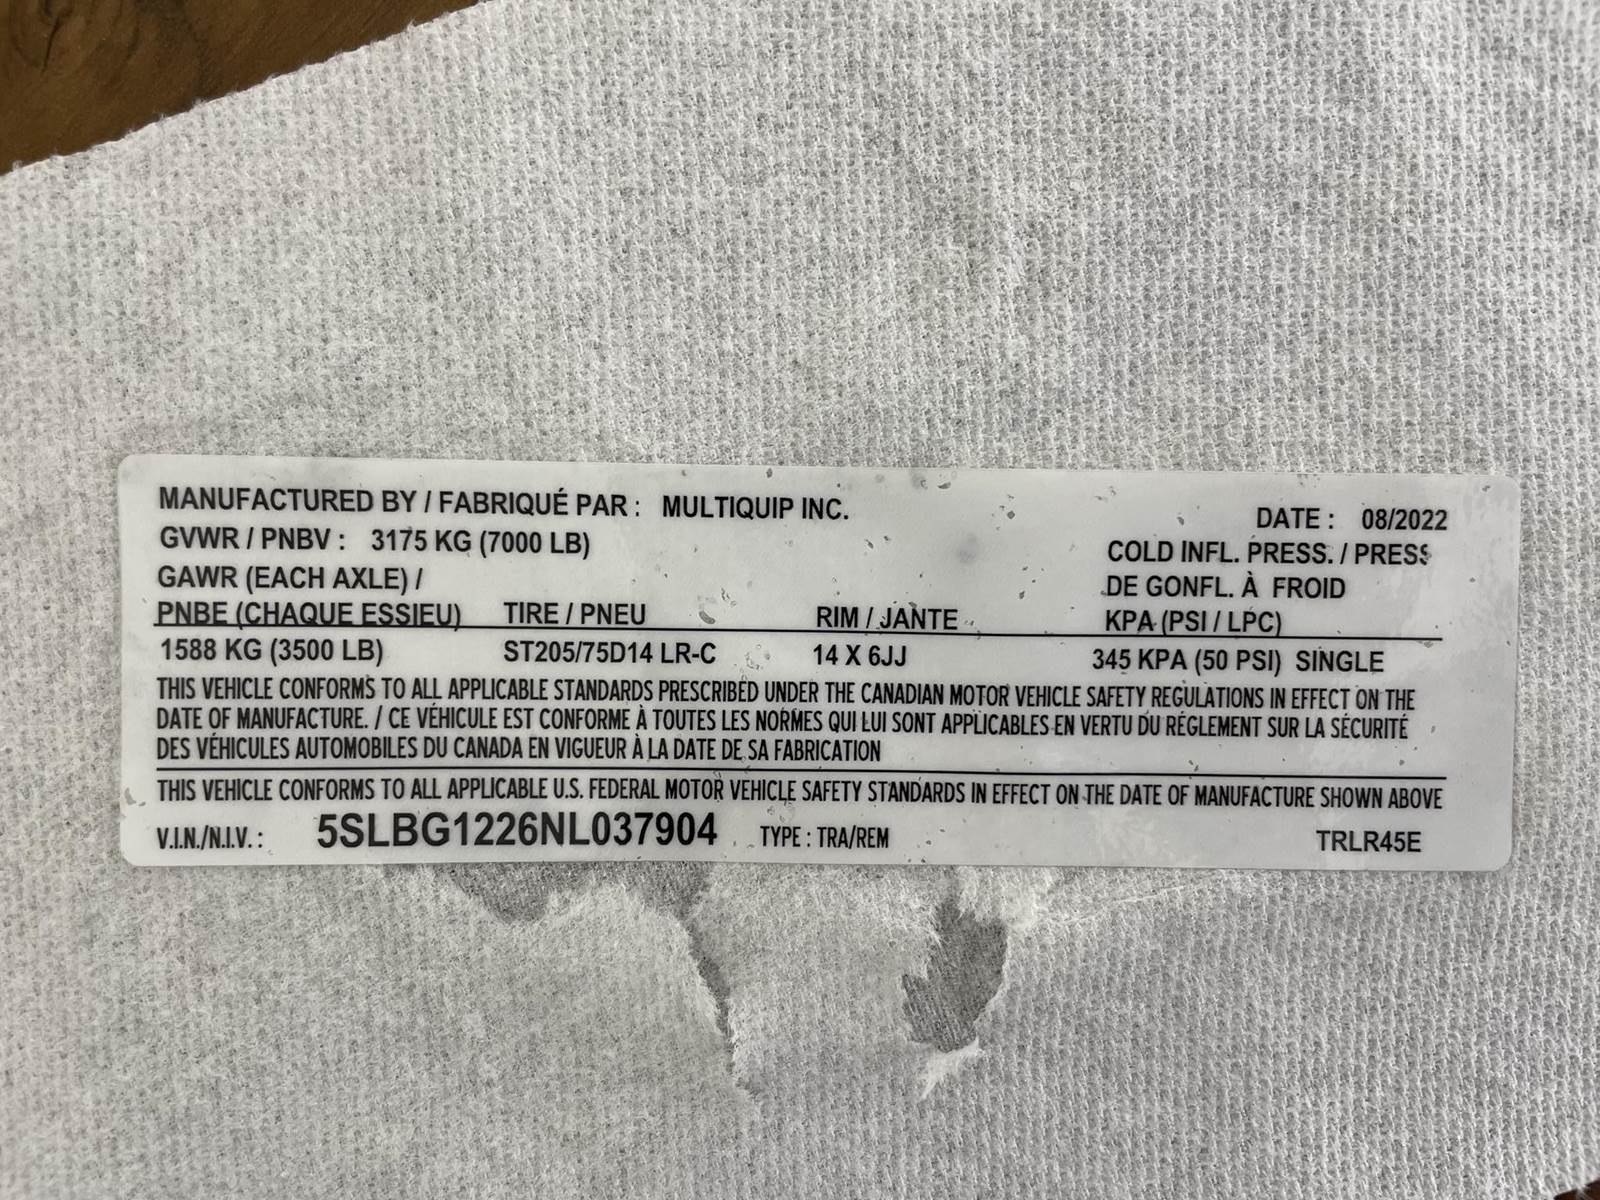 MANUFACTURED BY / FABRIQUÉ PAR : MULTIQUIP INC.
DATE : 08/2022
GVWR / PNBV : 3175 KG (7000 LB)
COLD INFL. PRESS. / PRESS
GAWR (EACH AXLE) /
DE GONFL. À FROID
PNBE (CHAQUE ESSIEU) TIRE / PNEU RIM / JANTE KPA (PSI / LPC)
1588 KG (3500 LB) ST205/75D14 LR-C 14 X 6JJ 345 KPA (50 PSI) SINGLE
THIS VEHICLE CONFORMS TO ALL APPLICABLE STANDARDS PRESCRIBED UNDER THE CANADIAN MOTOR VEHICLE SAFETY REGULATIONS IN EFFECT ON THE
DATE OF MANUFACTURE. / CE VÉHICULE EST CONFORME À TOUTES LES NORMES QUI LUI SONT APPLICABLES EN VERTU DU RÉGLEMENT SUR LA SÉCURITÉ
DES VÉHICULES AUTOMOBILES DU CANADA EN VIGUEUR À LA DATE DE SA FABRICATION
THIS VEHICLE CONFORMS TO ALL APPLICABLE U.S. FEDERAL MOTOR VEHICLE SAFETY STANDARDS IN EFFECT ON THE DATE OF MANUFACTURE SHOWN ABOVE
V.I.N./N.I.V. : 5SLBG1226NL037904 TYPE : TRA/REM TRLR45E